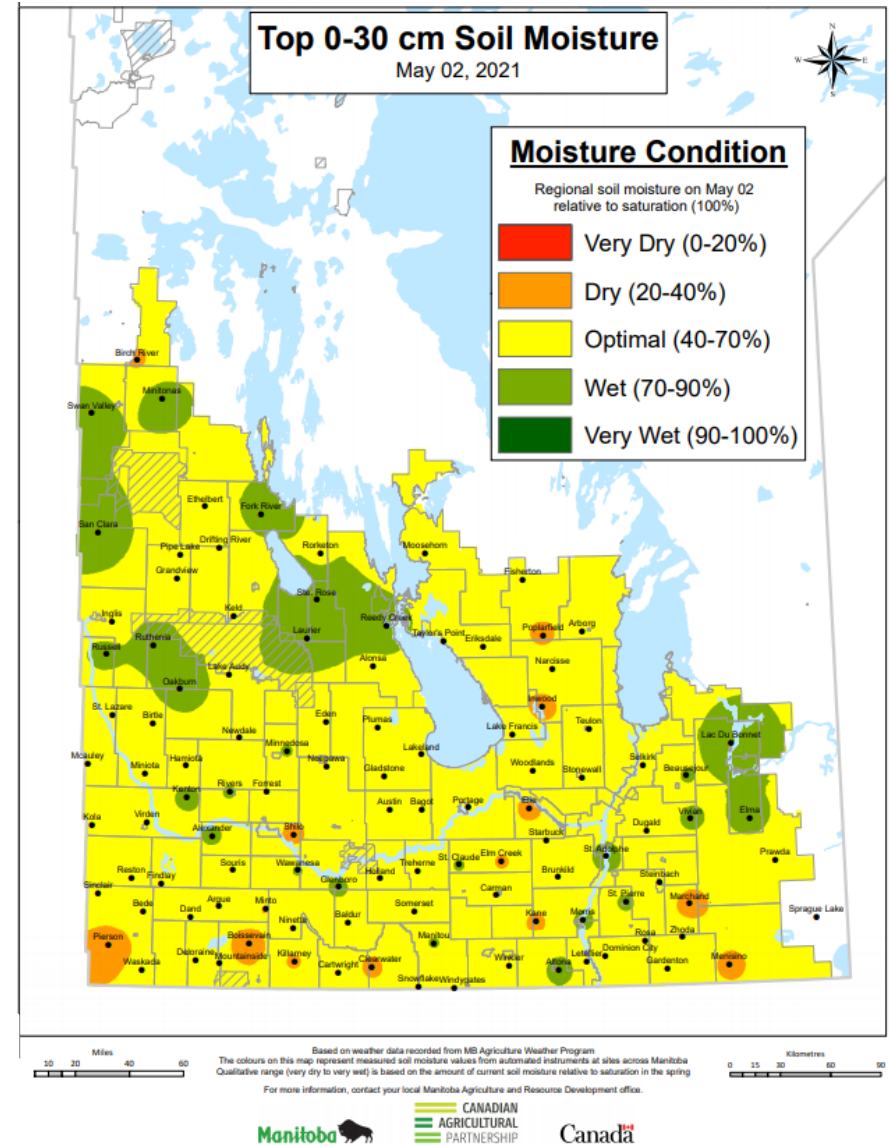 Top 0-30 cm Soil Moisture
May 02, 2021
N
W E
S
Moisture Condition
Regional soil moisture on May 02
relative to saturation (100%)
Very Dry (0-20%)
Dry (20-40%)
Optimal (40-70%)
Wet (70-90%)
Very Wet (90-100%)
Birch River
Minitonas
Swan Valley
Ethelbert
Fork River
San Clara
Drifting River
Pipe Lake
Rorketon
Moosehorn
Grandview
Fisherton
Ste. Rose
Inglis
Keld
Reedy Creek
Laurier
Taylor's Point
Poplarfield
Arborg
Ruthenia
Eriksdale
Russell
Lake Audy
Alonsa
Narcisse
Oakburn
Inwood
St. Lazare
Birtle
Eden
Plumas
Lake Francis
Teulon
Newdale
Lac Du Bonnet
Minnedosa
Lakeland
Mcauley
Hamiota
Neepawa
Selkirk
Miniota
Gladstone
Woodlands
Stonewall
Beausejour
Kenton
Rivers
Forrest
Austin
Bagot
Portage
Elie
Vivian
Elma
Kola
Virden
Alexander
Shilo
Starbuck
Dugald
St. Adolphe
Prawda
Reston
Findlay
Souris
Wawanesa
Holland
Treherne
St. Claude
Elm Creek
Sinclair
Glenboro
Brunkild
Steinbach
Carman
St. Pierre
Marchand
Bede
Argue
Minto
Dand
Somerset
Kane
Morris
Sprague Lake
Ninette
Baldur
Rosa
Zhoda
Pierson
Boissevain
Manitou
Deloraine
Mountainside
Killarney
Dominion City
Waskada
Cartwright
Clearwater
Winkler
Altona
Letellier
Gardenton
Menisino
Snowflake
Windygates
Miles
10 20 40 60
Based on weather data recorded from MB Agriculture Weather Program
The colours on this map represent measured soil moisture values from automated instruments at sites across Manitoba
Qualitative range (very dry to very wet) is based on the amount of current soil moisture relative to saturation in the spring
For more information, contact your local Manitoba Agriculture and Resource Development office.
Kilometres
0 15 30 60 90
Manitoba
CANADIAN
AGRICULTURAL
PARTNERSHIP
Canada